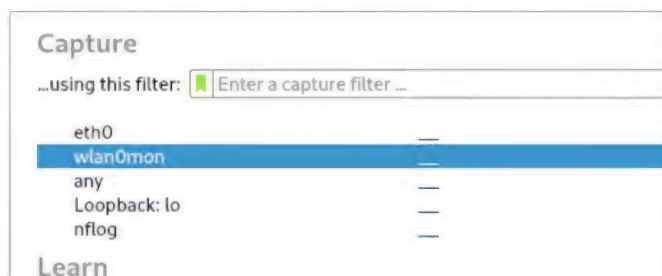 Capture
...using this filter: Enter a capture filter ...
eth0
wlan0mon
any
Loopback: lo
nflog
Learn